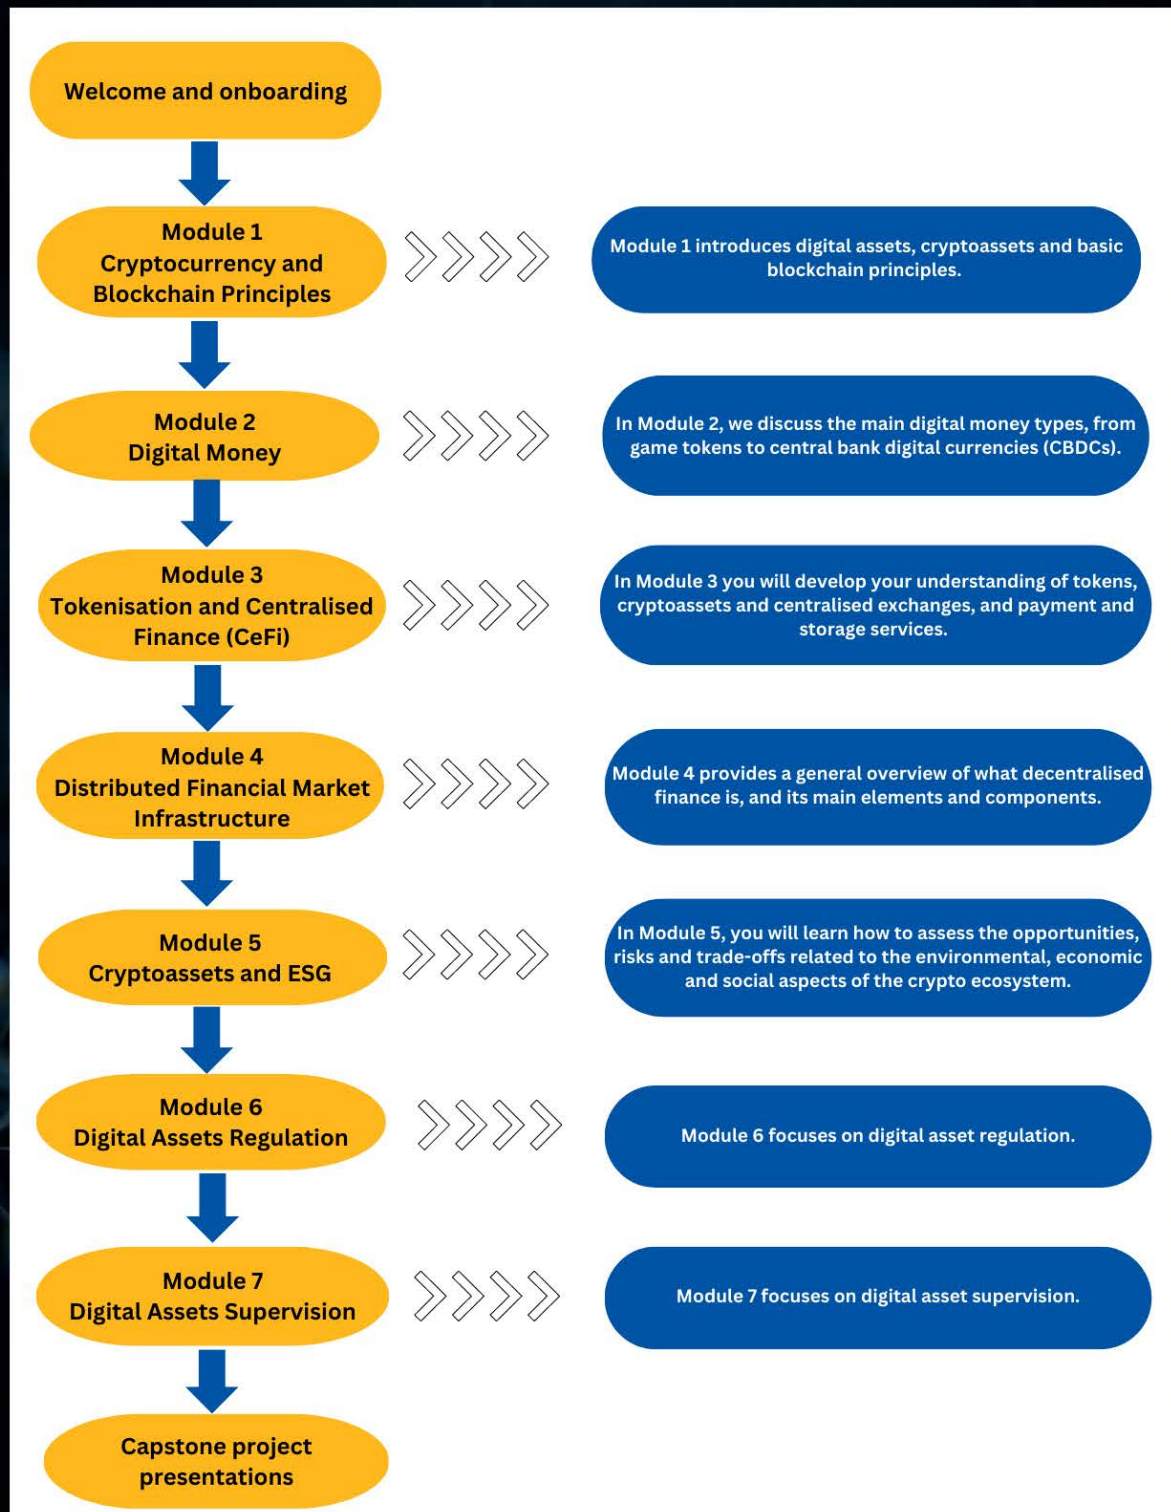 Welcome and onboarding
Module 1
Cryptocurrency and
Blockchain Principles
Module 1 introduces digital assets, cryptoassets and basic
blockchain principles.
Module 2
Digital Money
In Module 2, we discuss the main digital money types, from
game tokens to central bank digital currencies (CBDCs).
Module 3
Tokenisation and Centralised
Finance (CeFi)
In Module 3 you will develop your understanding of tokens,
cryptoassets and centralised exchanges, and payment and
storage services.
Module 4
Distributed Financial Market
Infrastructure
Module 4 provides a general overview of what decentralised
finance is, and its main elements and components.
Module 5
Cryptoassets and ESG
In Module 5, you will learn how to assess the opportunities,
risks and trade-offs related to the environmental, economic
and social aspects of the crypto ecosystem.
Module 6
Digital Assets Regulation
Module 6 focuses on digital asset regulation.
Module 7
Digital Assets Supervision
Module 7 focuses on digital asset supervision.
Capstone project
presentations